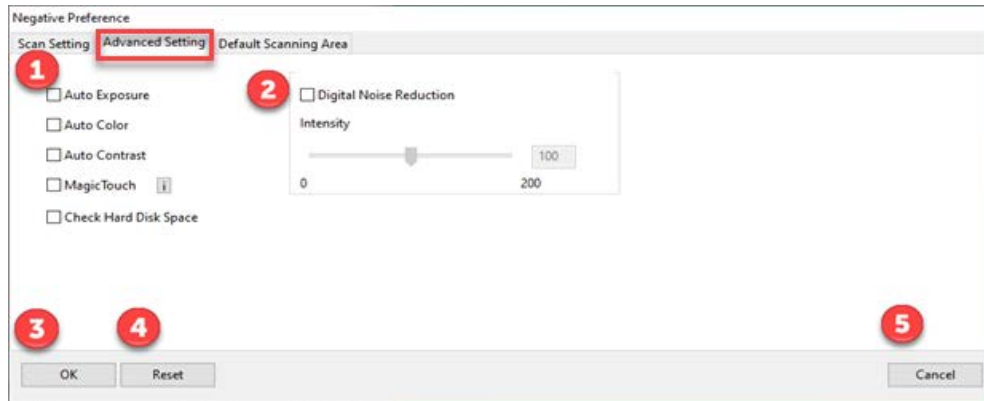 Negative Preference
Scan Setting Advanced Setting Default Scanning Area
1
Auto Exposure
Auto Color
Auto Contrast
MagicTouch i
Check Hard Disk Space
2
Digital Noise Reduction
Intensity
100
0 200
3 4 5
OK Reset Cancel